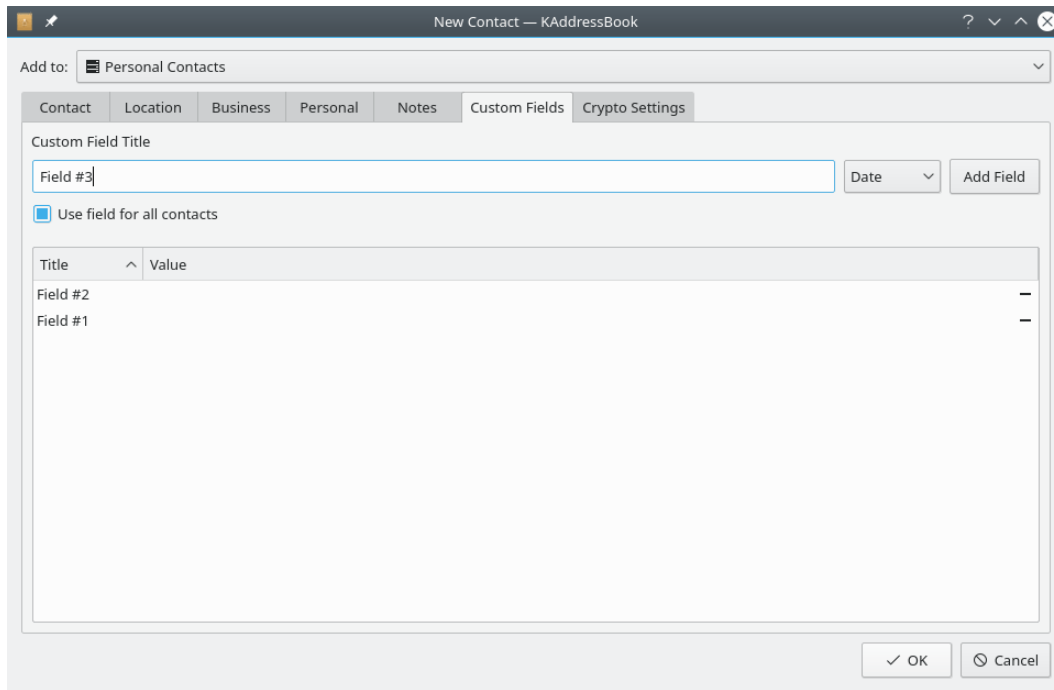 New Contact — KAddressBook
Add to: Personal Contacts
Contact Location Business Personal Notes Custom Fields Crypto Settings
Custom Field Title
Field #3 Date Add Field
Use field for all contacts
Title Value
Field #2
Field #1
OK Cancel